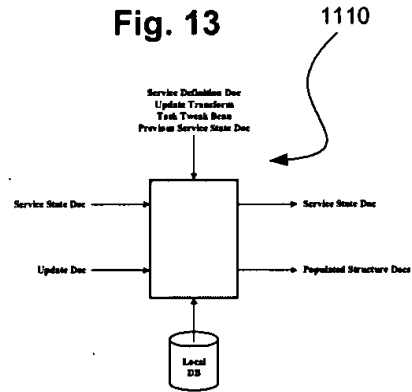 Fig. 13
1110
Service Definition Doc
Update Transform
Task Tweak Bean
Previous Service State Doc
Service State Doc
Service State Doc
Update Doc
Populated Structure Docs
Local
DB